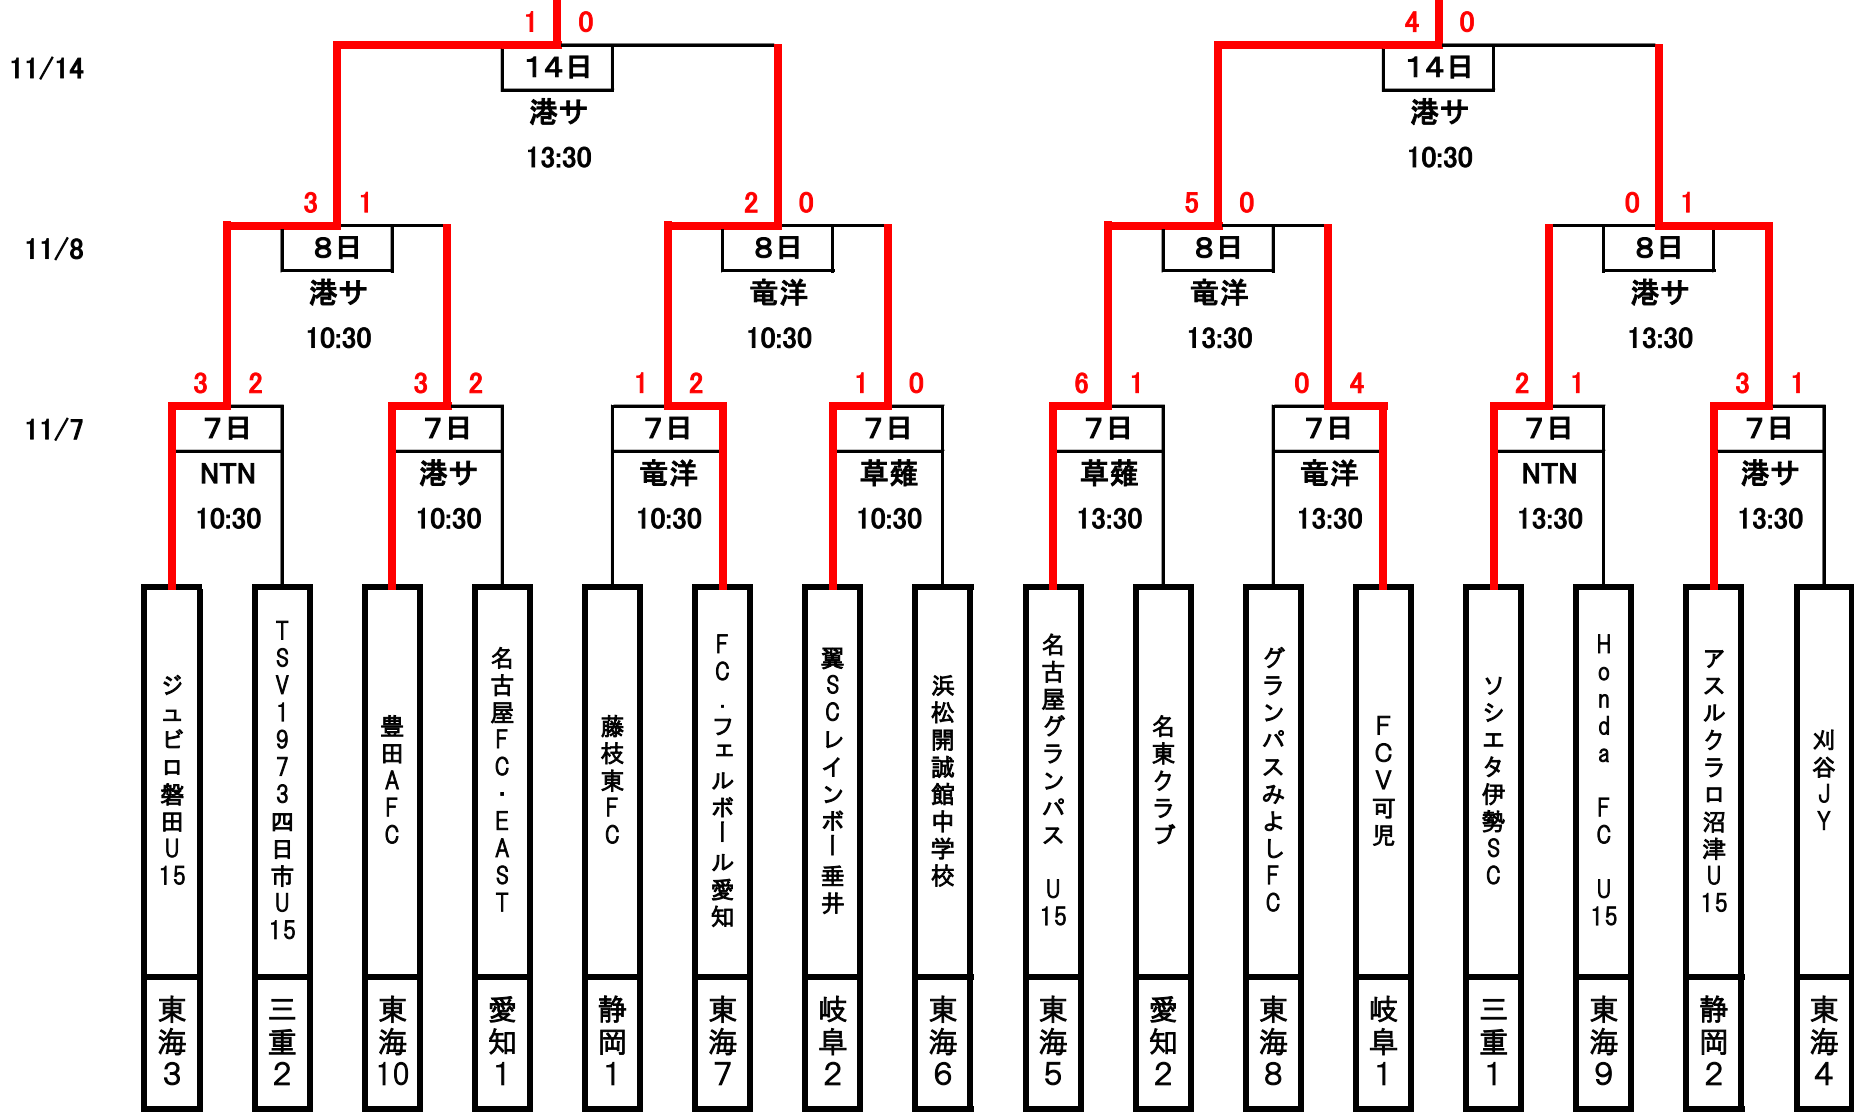 1 0 4 0
11/14 14日 14日
港サ 港サ
13:30 10:30
3 1 2 0 5 0 0 1
11/8 8日 8日 8日 8日
港サ 竜洋 竜洋 港サ
10:30 10:30 13:30 13:30
3 2 3 2 1 2 1 0 6 1 0 4 2 1 3 1
11/7 7日 7日 7日 7日 7日 7日 7日 7日
NTN 港サ 竜洋 草薙 草薙 竜洋 NTN 港サ
10:30 10:30 10:30 10:30 13:30 13:30 13:30 13:30
ジュビロ磐田U15
TSV1973四日市U15
豊田AFC
名古屋FC・EAST
藤枝東FC
FC.フェルボール愛知
翼SCレインボー垂井
浜松開誠館中学校
名古屋グランパス U15
名東クラブ
グランパスみよしFC
FCV可児
ソシエタ伊勢SC
Honda FC U15
アスルクラロ沼津U15
刈谷JY
東海3
三重2
東海10
愛知1
静岡1
東海7
岐阜2
東海6
東海5
愛知2
東海8
岐阜1
三重1
東海9
静岡2
東海4